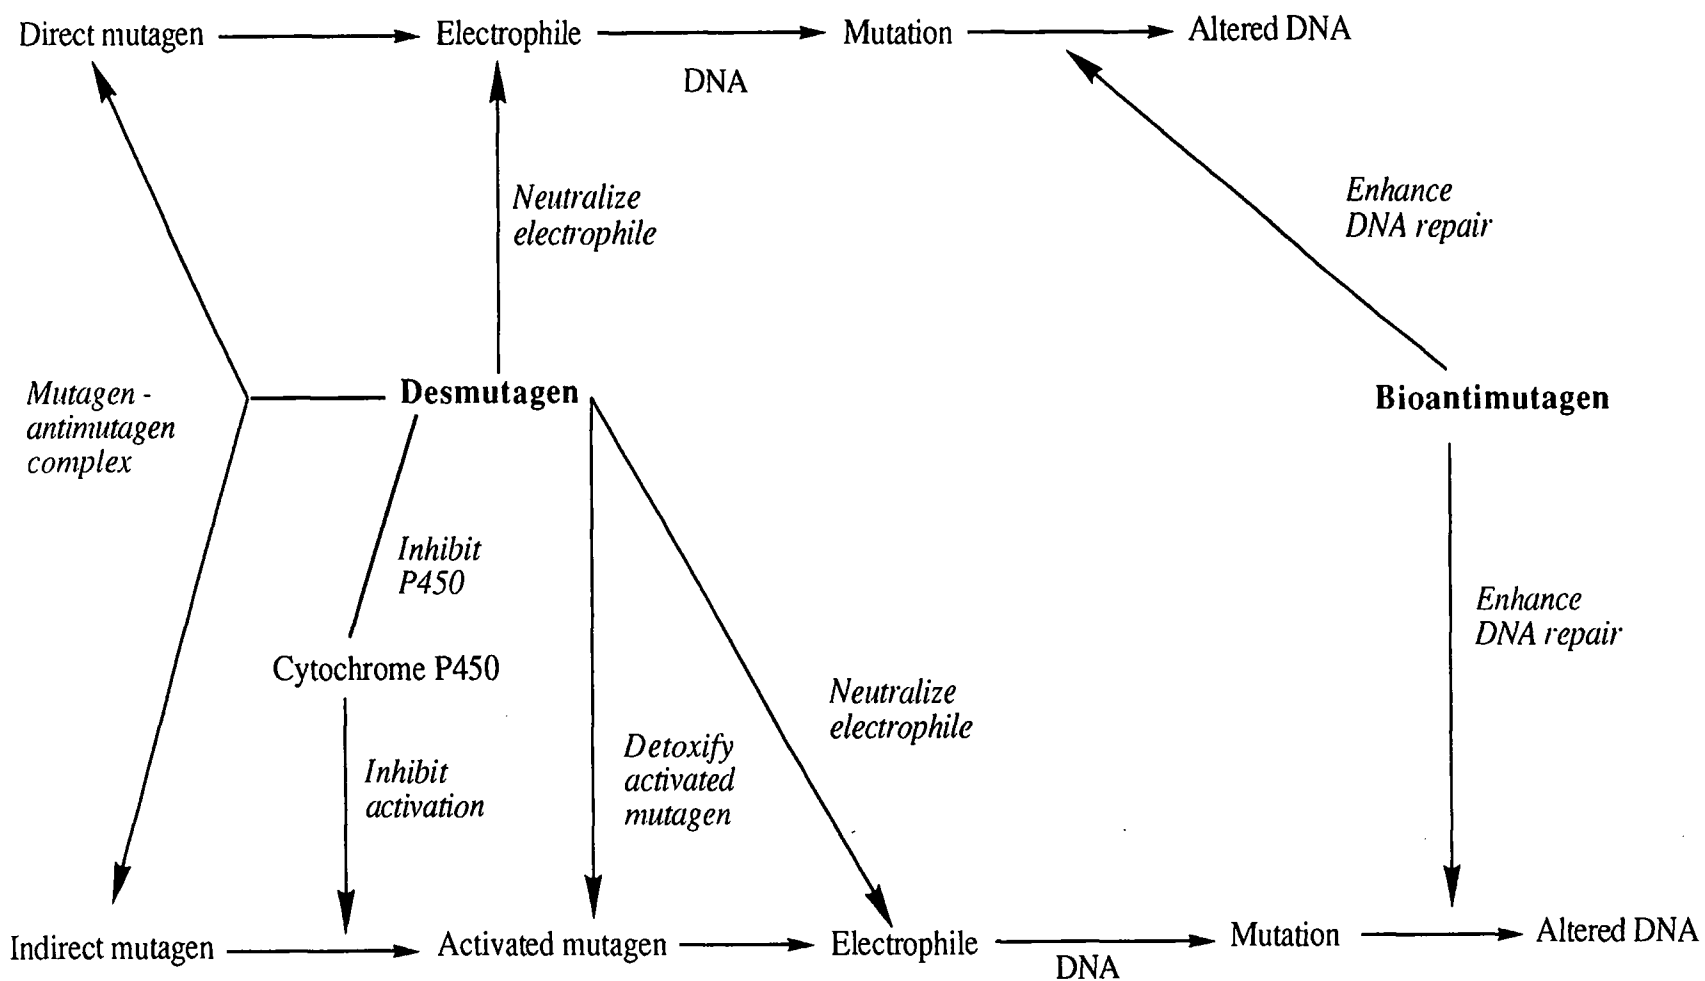 Direct mutagen
Electrophile
Mutation
Altered DNA
DNA
Neutralize
electrophile
Enhance
DNA repair
Mutagen -
antimutagen
complex
Desmutagen
Bioantimutagen
Inhibit
P450
Cytochrome P450
Enhance
DNA repair
Neutralize
electrophile
Detoxify
activated
mutagen
Inhibit
activation
Indirect mutagen
Activated mutagen
Electrophile
Mutation
Altered DNA
DNA